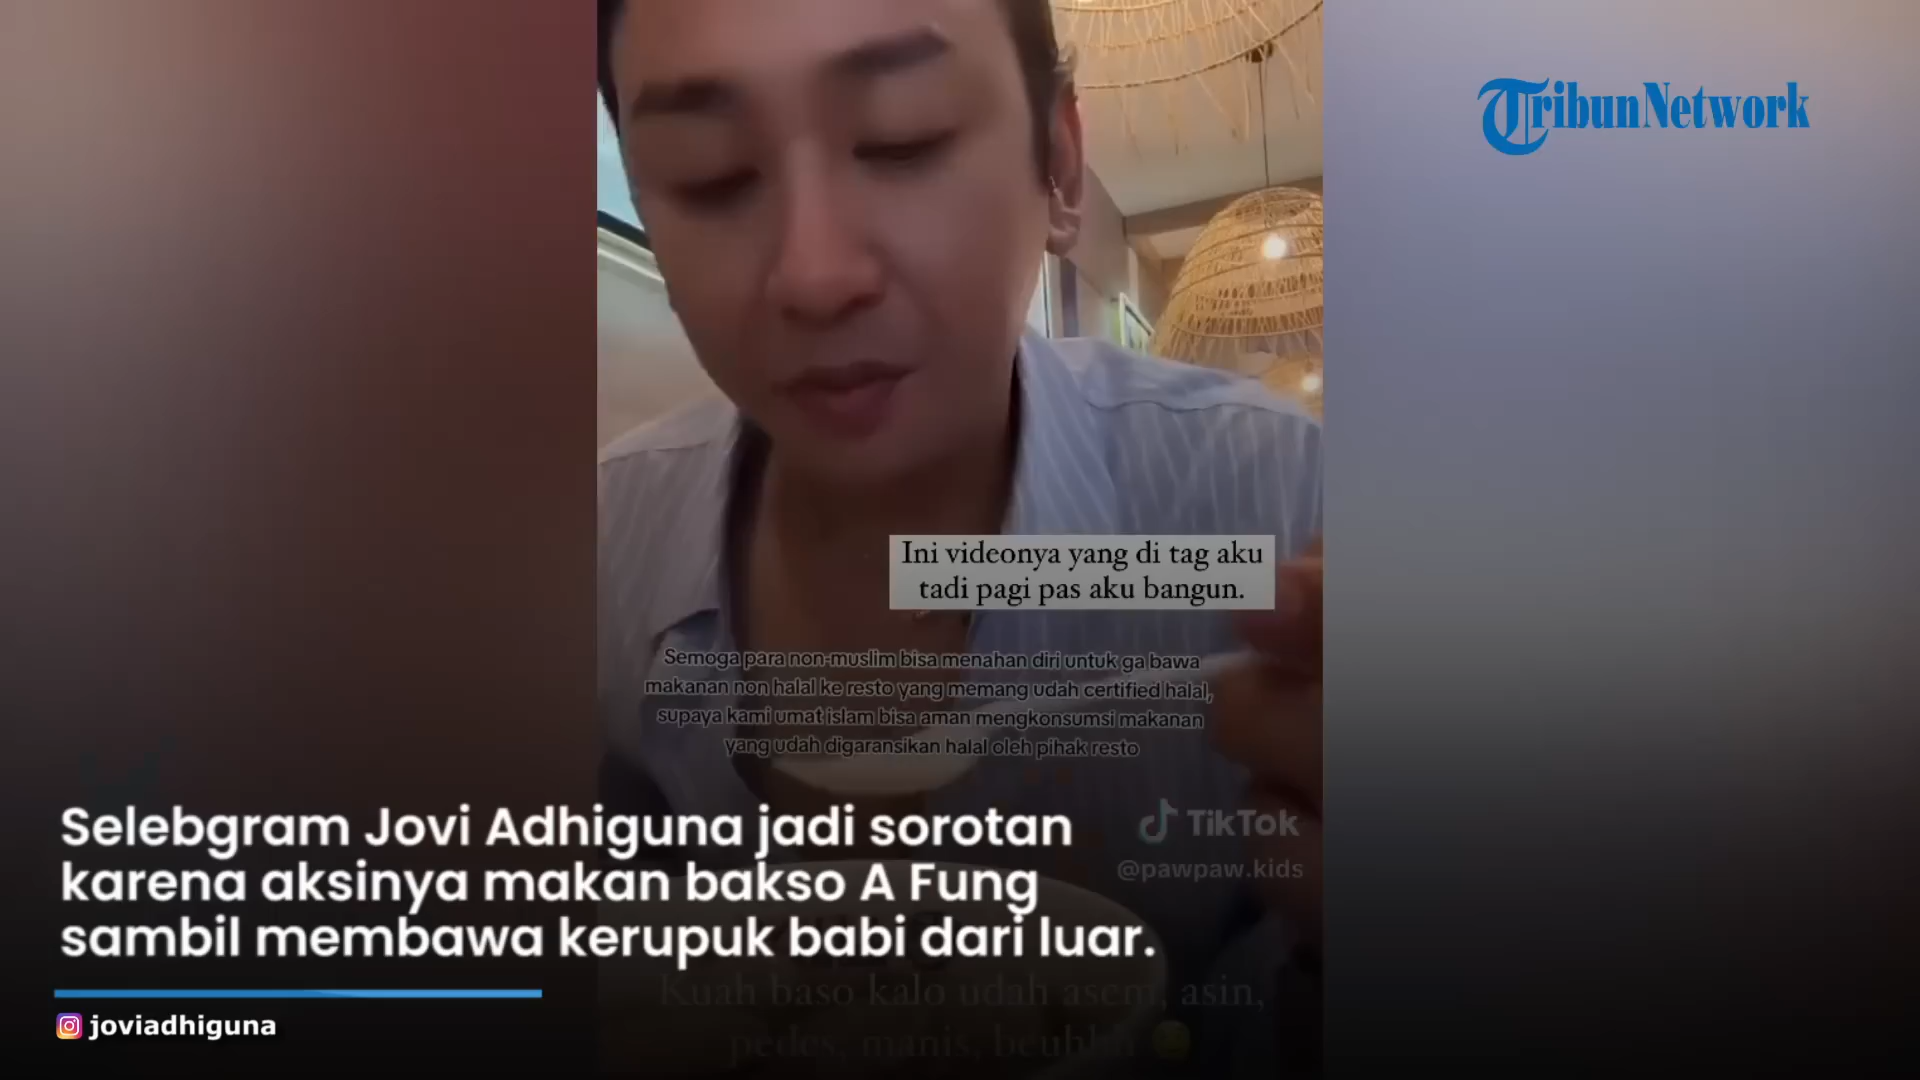 TribunNetwork
Ini videonya yang di tag aku
tadi pagi pas aku bangun.
Semoga para non-muslim bisa menahan diri untuk ga bawa
makanan non halal ke resto yang memang udah certified halal,
supaya kami umat islam bisa aman mengkonsumsi makanan
yang udah digaransikan halal oleh pihak resto
TikTok
@pawpaw.kids
Selebgram Jovi Adhiguna jadi sorotan
karena aksinya makan bakso A Fung
sambil membawa kerupuk babi dari luar.
Kuah baso kalo udah asem, asin,
pedes, manis,
joviadhiguna